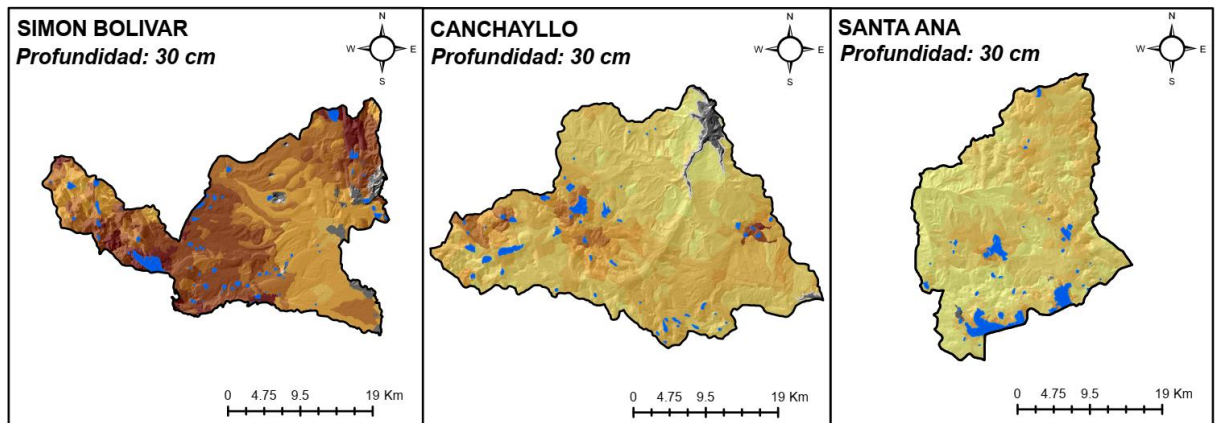 SIMON BOLIVAR
Profundidad: 30 cm
N
W E
S
0 4.75 9.5 19 Km
CANCHAYLLO
Profundidad: 30 cm
N
W E
S
0 4.75 9.5 19 Km
SANTA ANA
Profundidad: 30 cm
N
W E
S
0 4.75 9.5 19 Km